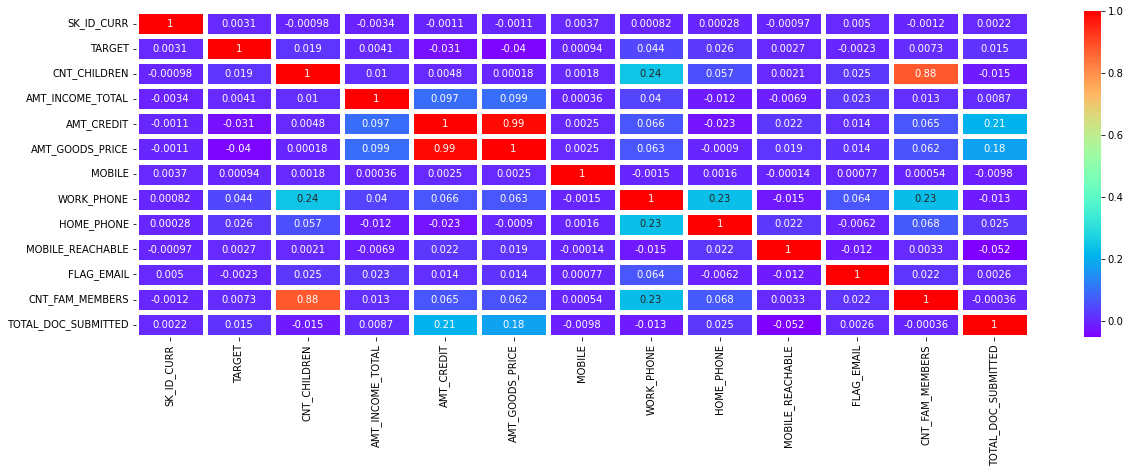 SK_ID_CURR 1 0.0031 -0.00098 -0.0034 -0.0011 -0.0011 0.0037 0.00082 0.00028 -0.00097 0.005 -0.0012 0.0022
TARGET 0.0031 1 0.019 0.0041 -0.031 -0.04 0.00094 0.044 0.026 0.0027 -0.0023 0.0073 0.015
CNT_CHILDREN -0.00098 0.019 1 0.01 0.0048 0.00018 0.0018 0.24 0.057 0.0021 0.025 0.88 -0.015
AMT_INCOME_TOTAL -0.0034 0.0041 0.01 1 0.097 0.099 0.00036 0.04 -0.012 -0.0069 0.023 0.013 0.0087
AMT_CREDIT -0.0011 -0.031 0.0048 0.097 1 0.99 0.0025 0.066 -0.023 0.022 0.014 0.065 0.21
AMT_GOODS_PRICE -0.0011 -0.04 0.00018 0.099 0.99 1 0.0025 0.063 -0.0009 0.019 0.014 0.062 0.18
MOBILE 0.0037 0.00094 0.0018 0.00036 0.0025 0.0025 1 -0.0015 0.0016 -0.00014 0.00077 0.00054 -0.0098
WORK_PHONE 0.00082 0.044 0.24 0.04 0.066 0.063 -0.0015 1 0.23 -0.015 0.064 0.23 -0.013
HOME_PHONE 0.00028 0.026 0.057 -0.012 -0.023 -0.0009 0.0016 0.23 1 0.022 -0.0062 0.068 0.025
MOBILE_REACHABLE -0.00097 0.0027 0.0021 -0.0069 0.022 0.019 -0.00014 -0.015 0.022 1 -0.012 0.0033 -0.052
FLAG_EMAIL 0.005 -0.0023 0.025 0.023 0.014 0.014 0.00077 0.064 -0.0062 -0.012 1 0.022 0.0026
CNT_FAM_MEMBERS -0.0012 0.0073 0.88 0.013 0.065 0.062 0.00054 0.23 0.068 0.0033 0.022 1 -0.00036
TOTAL_DOC_SUBMITTED 0.0022 0.015 -0.015 0.0087 0.21 0.18 -0.0098 -0.013 0.025 -0.052 0.0026 -0.00036 1
SK_ID_CURR
TARGET
CNT_CHILDREN
AMT_INCOME_TOTAL
AMT_CREDIT
AMT_GOODS_PRICE
MOBILE
WORK_PHONE
HOME_PHONE
MOBILE_REACHABLE
FLAG_EMAIL
CNT_FAM_MEMBERS
TOTAL_DOC_SUBMITTED
1.0
0.8
0.6
0.4
0.2
0.0